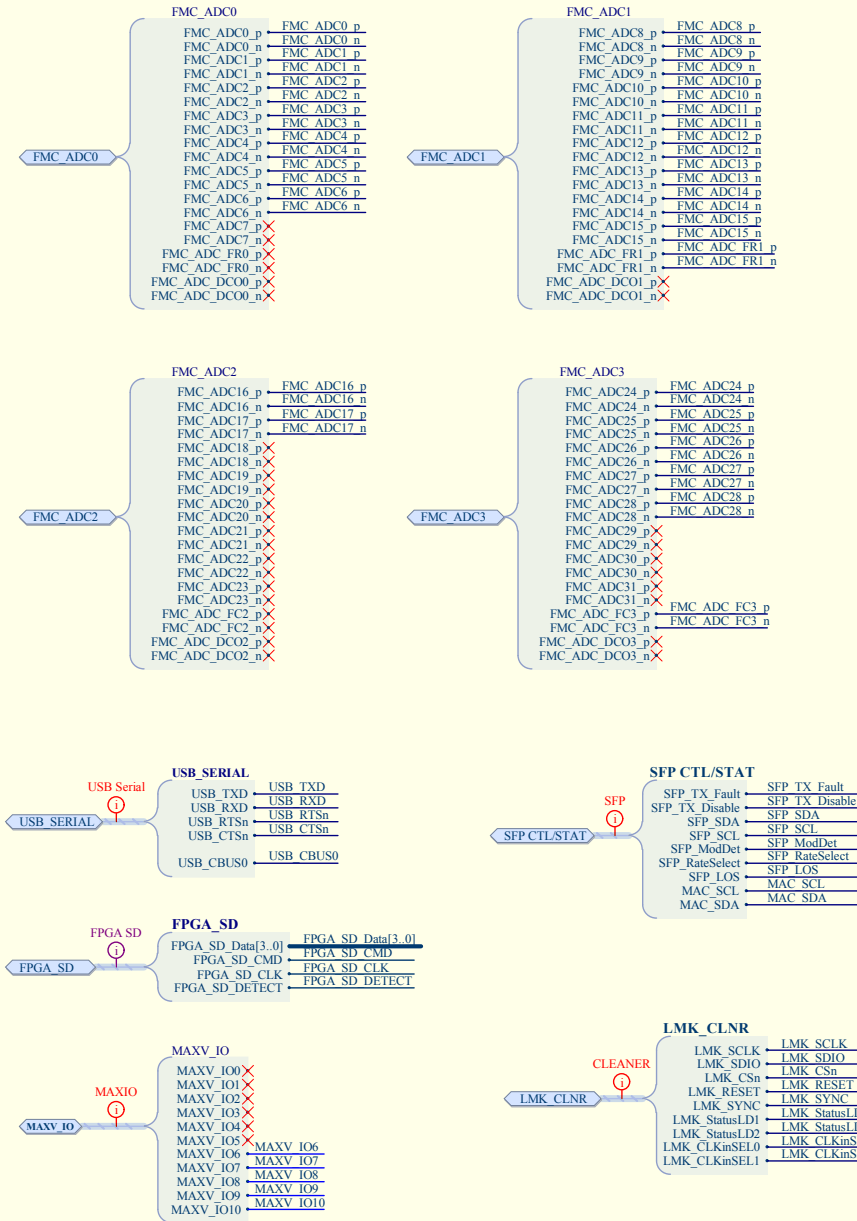 FMC_ADC0
FMC_ADC0
FMC_ADC0_p FMC_ADC0_p
FMC_ADC0_n FMC_ADC0_n
FMC_ADC1_p FMC_ADC1_p
FMC_ADC1_n FMC_ADC1_n
FMC_ADC2_p FMC_ADC2_p
FMC_ADC2_n FMC_ADC2_n
FMC_ADC3_p FMC_ADC3_p
FMC_ADC3_n FMC_ADC3_n
FMC_ADC4_p FMC_ADC4_p
FMC_ADC4_n FMC_ADC4_n
FMC_ADC5_p FMC_ADC5_p
FMC_ADC5_n FMC_ADC5_n
FMC_ADC6_p FMC_ADC6_p
FMC_ADC6_n FMC_ADC6_n
FMC_ADC7_p
FMC_ADC7_n
FMC_ADC_FR0_p
FMC_ADC_FR0_n
FMC_ADC_DCO0_p
FMC_ADC_DCO0_n
FMC_ADC1
FMC_ADC1
FMC_ADC8_p FMC_ADC8_p
FMC_ADC8_n FMC_ADC8_n
FMC_ADC9_p FMC_ADC9_p
FMC_ADC9_n FMC_ADC9_n
FMC_ADC10_p FMC_ADC10_p
FMC_ADC10_n FMC_ADC10_n
FMC_ADC11_p FMC_ADC11_p
FMC_ADC11_n FMC_ADC11_n
FMC_ADC12_p FMC_ADC12_p
FMC_ADC12_n FMC_ADC12_n
FMC_ADC13_p FMC_ADC13_p
FMC_ADC13_n FMC_ADC13_n
FMC_ADC14_p FMC_ADC14_p
FMC_ADC14_n FMC_ADC14_n
FMC_ADC15_p FMC_ADC15_p
FMC_ADC15_n FMC_ADC15_n
FMC_ADC_FR1_p FMC_ADC_FR1_p
FMC_ADC_FR1_n FMC_ADC_FR1_n
FMC_ADC_DCO1_p
FMC_ADC_DCO1_n
FMC_ADC2
FMC_ADC2
FMC_ADC16_p FMC_ADC16_p
FMC_ADC16_n FMC_ADC16_n
FMC_ADC17_p FMC_ADC17_p
FMC_ADC17_n FMC_ADC17_n
FMC_ADC18_p
FMC_ADC18_n
FMC_ADC19_p
FMC_ADC19_n
FMC_ADC20_p
FMC_ADC20_n
FMC_ADC21_p
FMC_ADC21_n
FMC_ADC22_p
FMC_ADC22_n
FMC_ADC23_p
FMC_ADC23_n
FMC_ADC_FC2_p
FMC_ADC_FC2_n
FMC_ADC_DCO2_p
FMC_ADC_DCO2_n
FMC_ADC3
FMC_ADC3
FMC_ADC24_p FMC_ADC24_p
FMC_ADC24_n FMC_ADC24_n
FMC_ADC25_p FMC_ADC25_p
FMC_ADC25_n FMC_ADC25_n
FMC_ADC26_p FMC_ADC26_p
FMC_ADC26_n FMC_ADC26_n
FMC_ADC27_p FMC_ADC27_p
FMC_ADC27_n FMC_ADC27_n
FMC_ADC28_p FMC_ADC28_p
FMC_ADC28_n FMC_ADC28_n
FMC_ADC29_p
FMC_ADC29_n
FMC_ADC30_p
FMC_ADC30_n
FMC_ADC31_p
FMC_ADC31_n
FMC_ADC_FC3_p FMC_ADC_FC3_p
FMC_ADC_FC3_n FMC_ADC_FC3_n
FMC_ADC_DCO3_p
FMC_ADC_DCO3_n
USB_SERIAL
USB Serial
i
USB_SERIAL
USB_TXD USB_TXD
USB_RXD USB_RXD
USB_RTSn USB_RTSn
USB_CTSn USB_CTSn
USB_CBUS0 USB_CBUS0
SFP CTL/STAT
SFP
i
SFP CTL/STAT
SFP_TX_Fault SFP_TX_Fault
SFP_TX_Disable SFP_TX_Disable
SFP_SDA SFP_SDA
SFP_SCL SFP_SCL
SFP_ModDet SFP_ModDet
SFP_RateSelect SFP_RateSelect
SFP_LOS SFP_LOS
MAC_SCL MAC_SCL
MAC_SDA MAC_SDA
FPGA_SD
FPGA SD
i
FPGA_SD
FPGA_SD_Data[3..0] FPGA_SD_Data[3..0]
FPGA_SD_CMD FPGA_SD_CMD
FPGA_SD_CLK FPGA_SD_CLK
FPGA_SD_DETECT FPGA_SD_DETECT
MAXV_IO
MAXIO
i
MAXV_IO
MAXV_IO0
MAXV_IO1
MAXV_IO2
MAXV_IO3
MAXV_IO4
MAXV_IO5
MAXV_IO6 MAXV_IO6
MAXV_IO7 MAXV_IO7
MAXV_IO8 MAXV_IO8
MAXV_IO9 MAXV_IO9
MAXV_IO10 MAXV_IO10
LMK_CLNR
CLEANER
i
LMK_CLNR
LMK_SCLK LMK_SCLK
LMK_SDIO LMK_SDIO
LMK_CSn LMK_CSn
LMK_RESET LMK_RESET
LMK_SYNC LMK_SYNC
LMK_StatusLD1 LMK_StatusLD
LMK_StatusLD2 LMK_StatusLD
LMK_CLKinSEL0 LMK_CLKinS
LMK_CLKinSEL1 LMK_CLKinS